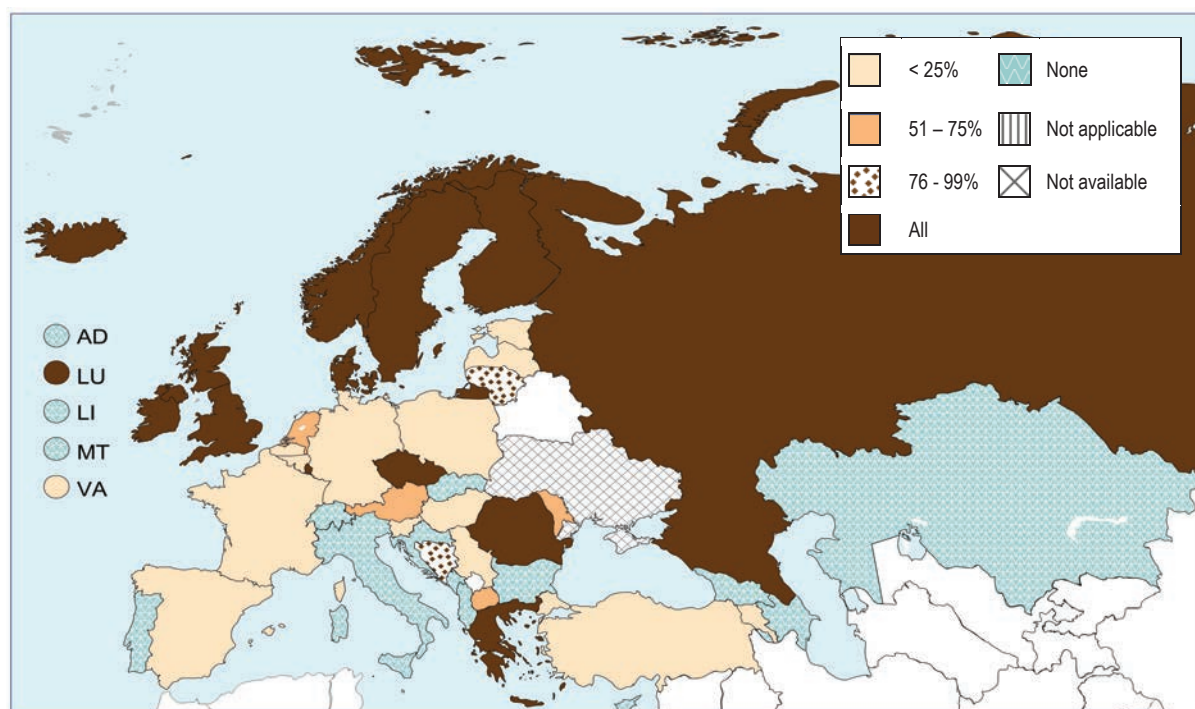 < 25%
None
51 – 75%
Not applicable
76 - 99%
Not available
All
AD
LU
LI
MT
VA